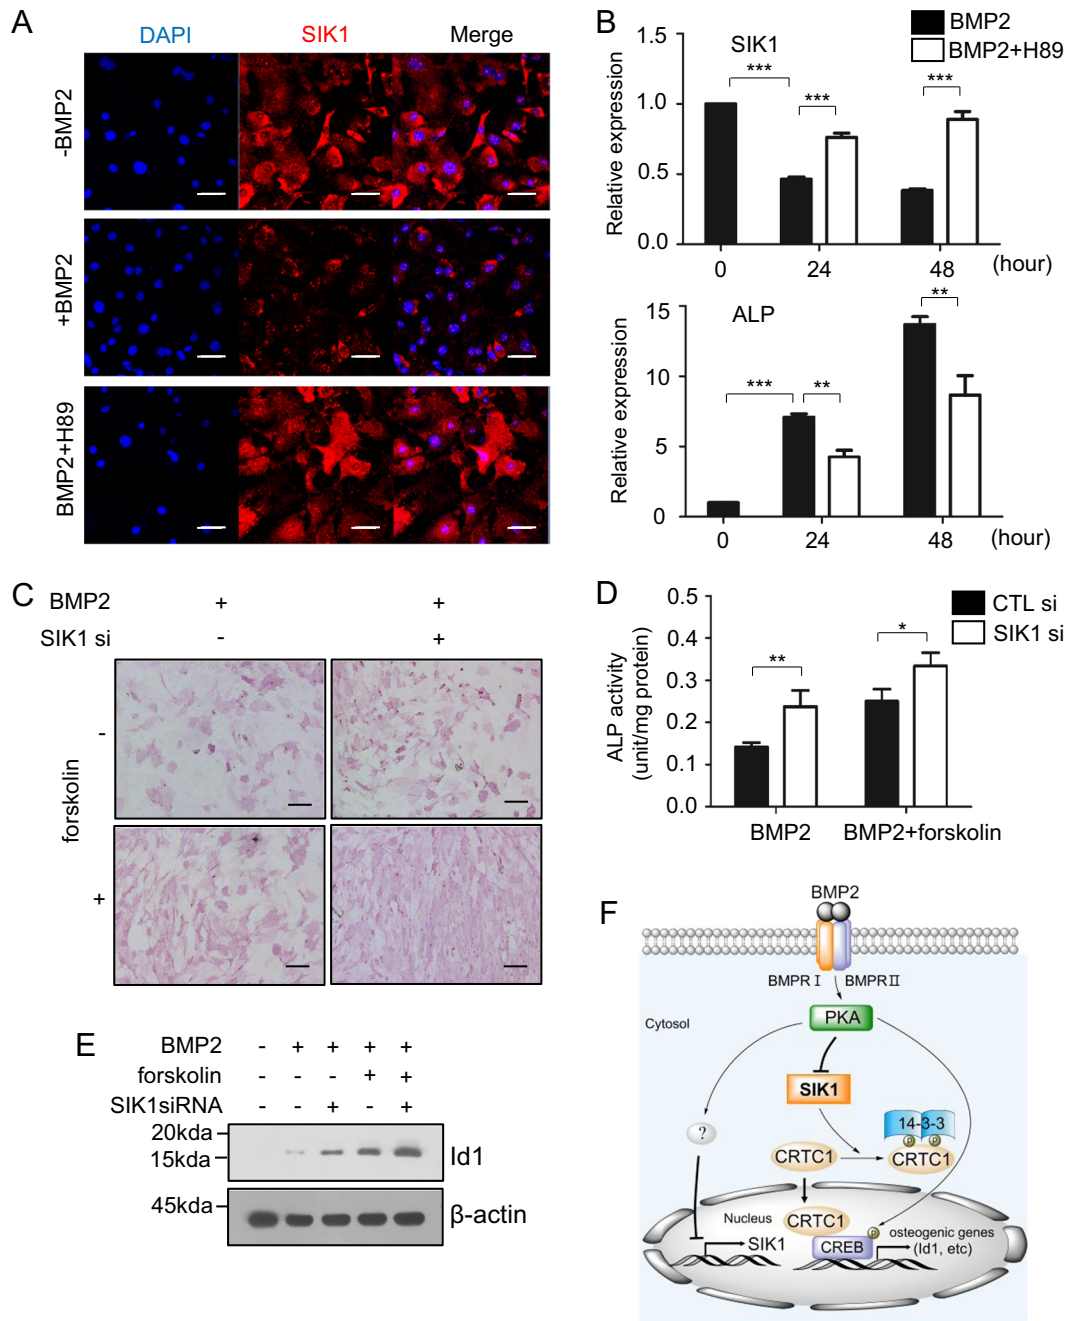 A
DAPI SIK1 Merge
-BMP2
+BMP2
BMP2+H89
B
BMP2
BMP2+H89
SIK1
Relative expression
1.5
1.0
0.5
0.0
***
***
***
0 24 48 (hour)
ALP
Relative expression
15
10
5
0
***
**
**
0 24 48 (hour)
C
BMP2 + +
SIK1 si - +
forskolin
-
+
D
CTL si
SIK1 si
ALP activity
(unit/mg protein)
0.5
0.4
0.3
0.2
0.1
0.0
**
*
BMP2 BMP2+forskolin
E
BMP2 - + + + +
forskolin - - - + +
SIK1siRNA - - + - +
20kda
15kda
Id1
45kda
β-actin
F
BMP2
BMPR I BMPR II
Cytosol
PKA
SIK1
?
14-3-3
P P
CRTC1 CRTC1
Nucleus
CRTC1
P
CREB
SIK1
osteogenic genes
(Id1, etc)